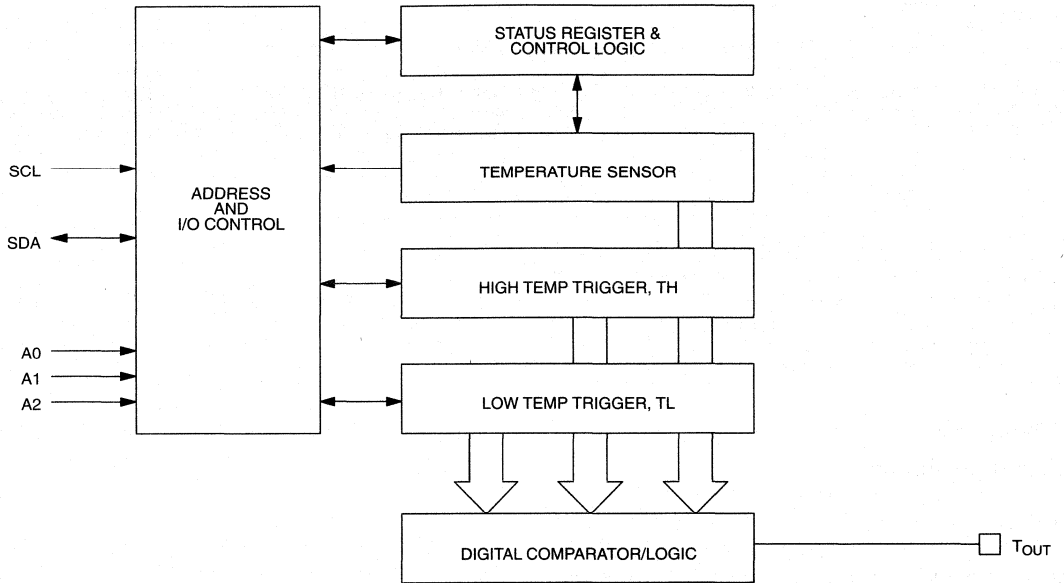 STATUS REGISTER &
CONTROL LOGIC
SCL
TEMPERATURE SENSOR
ADDRESS
AND
I/O CONTROL
SDA
HIGH TEMP TRIGGER, TH
A0
A1
A2
LOW TEMP TRIGGER, TL
DIGITAL COMPARATOR/LOGIC
TOUT